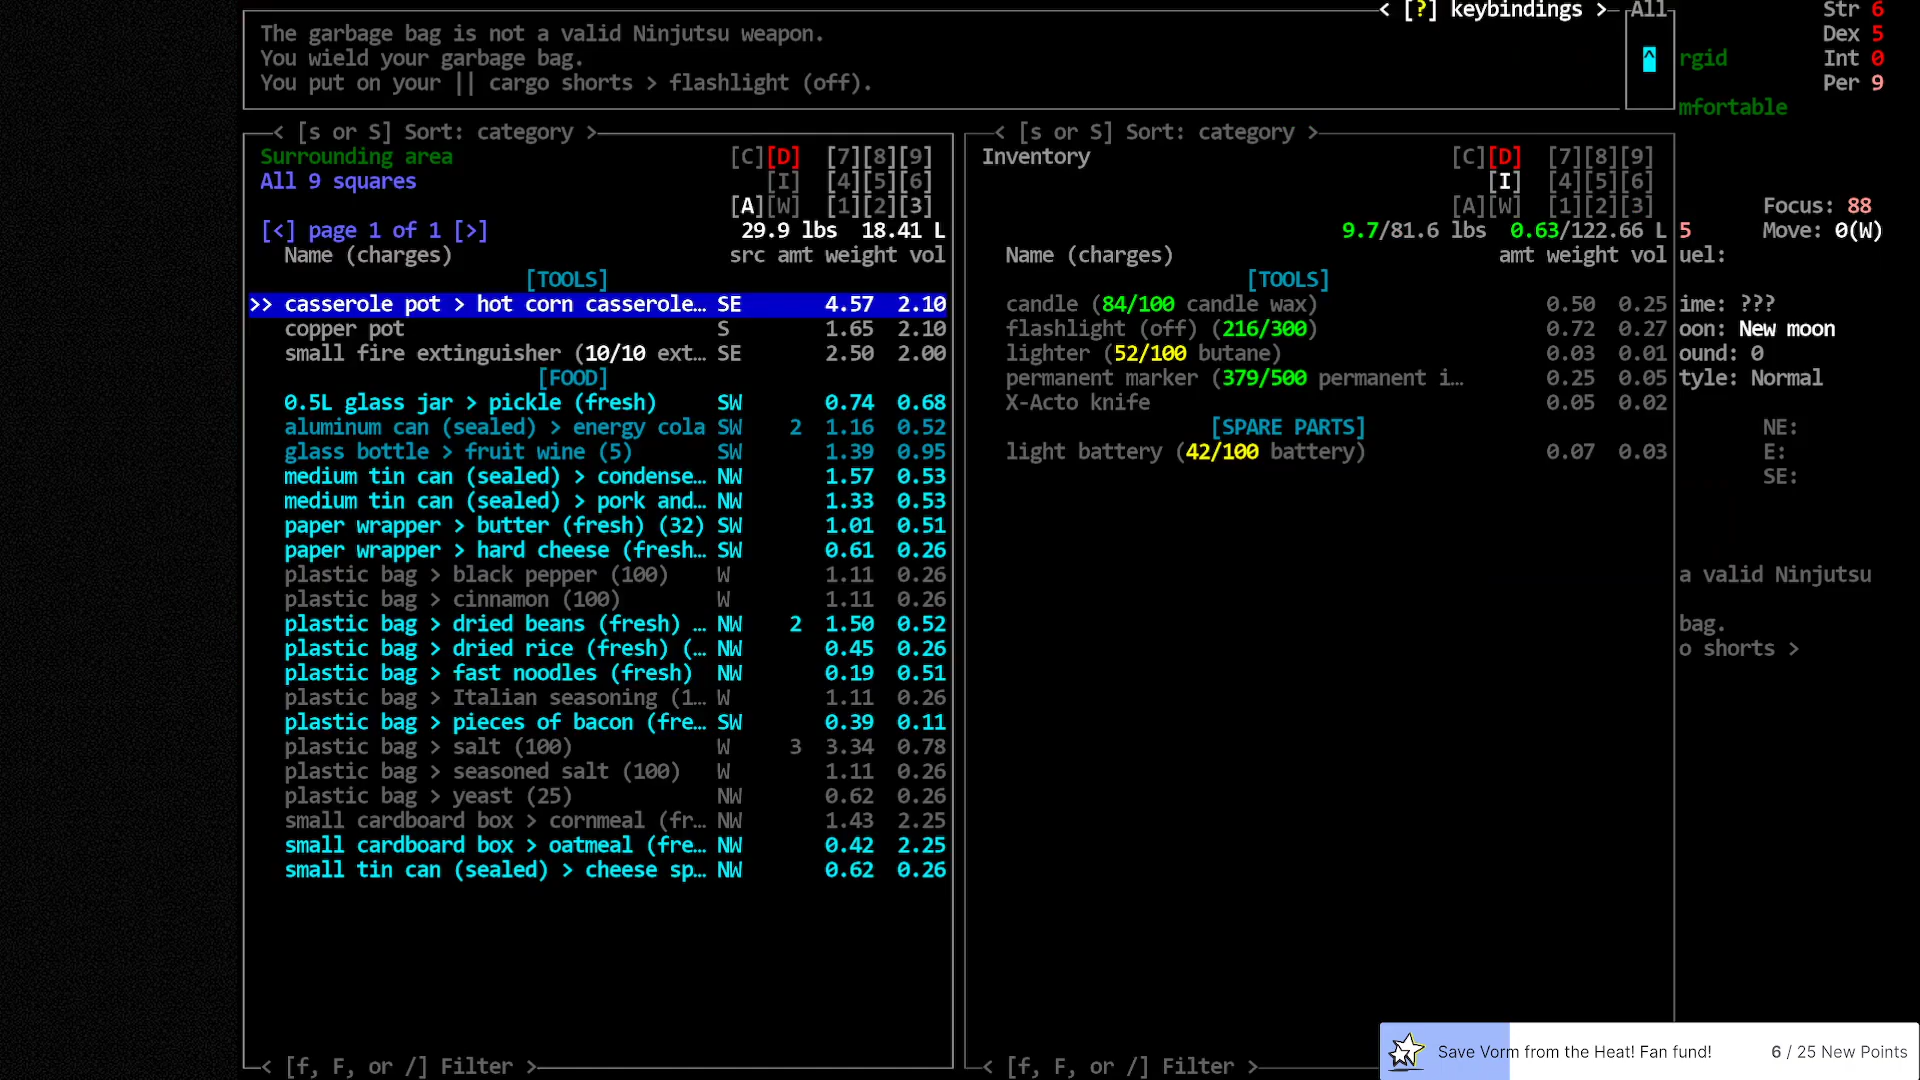 < [?] keybindings >
All
Str 6
The garbage bag is not a valid Ninjutsu weapon.
Dex 5
You wield your garbage bag.
^
rgid
Int 0
You put on your || cargo shorts > flashlight (off).
Per 9
mfortable
< [s or S] Sort: category >
< [s or S] Sort: category >
Surrounding area
[C][D] [7][8][9]
Inventory
[C][D] [7][8][9]
All 9 squares
[I] [4][5][6]
[I] [4][5][6]
[A][W] [1][2][3]
[A][W] [1][2][3]
Focus: 88
[<] page 1 of 1 [>]
29.9 lbs 18.41 L
9.7/81.6 lbs 0.63/122.66 L
5
Move: 0(W)
Name (charges) src amt weight vol
Name (charges) amt weight vol
uel:
[TOOLS]
[TOOLS]
>> casserole pot > hot corn casserole… SE 4.57 2.10
candle (84/100 candle wax) 0.50 0.25
ime: ???
copper pot S 1.65 2.10
flashlight (off) (216/300) 0.72 0.27
oon: New moon
small fire extinguisher (10/10 ext… SE 2.50 2.00
lighter (52/100 butane) 0.03 0.01
ound: 0
[FOOD]
permanent marker (379/500 permanent i… 0.25 0.05
tyle: Normal
0.5L glass jar > pickle (fresh) SW 0.74 0.68
X-Acto knife 0.05 0.02
aluminum can (sealed) > energy cola SW 2 1.16 0.52
[SPARE PARTS]
NE:
glass bottle > fruit wine (5) SW 1.39 0.95
light battery (42/100 battery) 0.07 0.03
E:
medium tin can (sealed) > condense… NW 1.57 0.53
SE:
medium tin can (sealed) > pork and… NW 1.33 0.53
paper wrapper > butter (fresh) (32) SW 1.01 0.51
paper wrapper > hard cheese (fresh… SW 0.61 0.26
plastic bag > black pepper (100) W 1.11 0.26
a valid Ninjutsu
plastic bag > cinnamon (100) W 1.11 0.26
plastic bag > dried beans (fresh) … NW 2 1.50 0.52
bag.
plastic bag > dried rice (fresh) (… NW 0.45 0.26
o shorts >
plastic bag > fast noodles (fresh) NW 0.19 0.51
plastic bag > Italian seasoning (1… W 1.11 0.26
plastic bag > pieces of bacon (fre… SW 0.39 0.11
plastic bag > salt (100) W 3 3.34 0.78
plastic bag > seasoned salt (100) W 1.11 0.26
plastic bag > yeast (25) NW 0.62 0.26
small cardboard box > cornmeal (fr… NW 1.43 2.25
small cardboard box > oatmeal (fre… NW 0.42 2.25
small tin can (sealed) > cheese sp… NW 0.62 0.26
< [f, F, or /] Filter >
< [f, F, or /] Filter >
Save Vorm from the Heat! Fan fund! 6 / 25 New Points